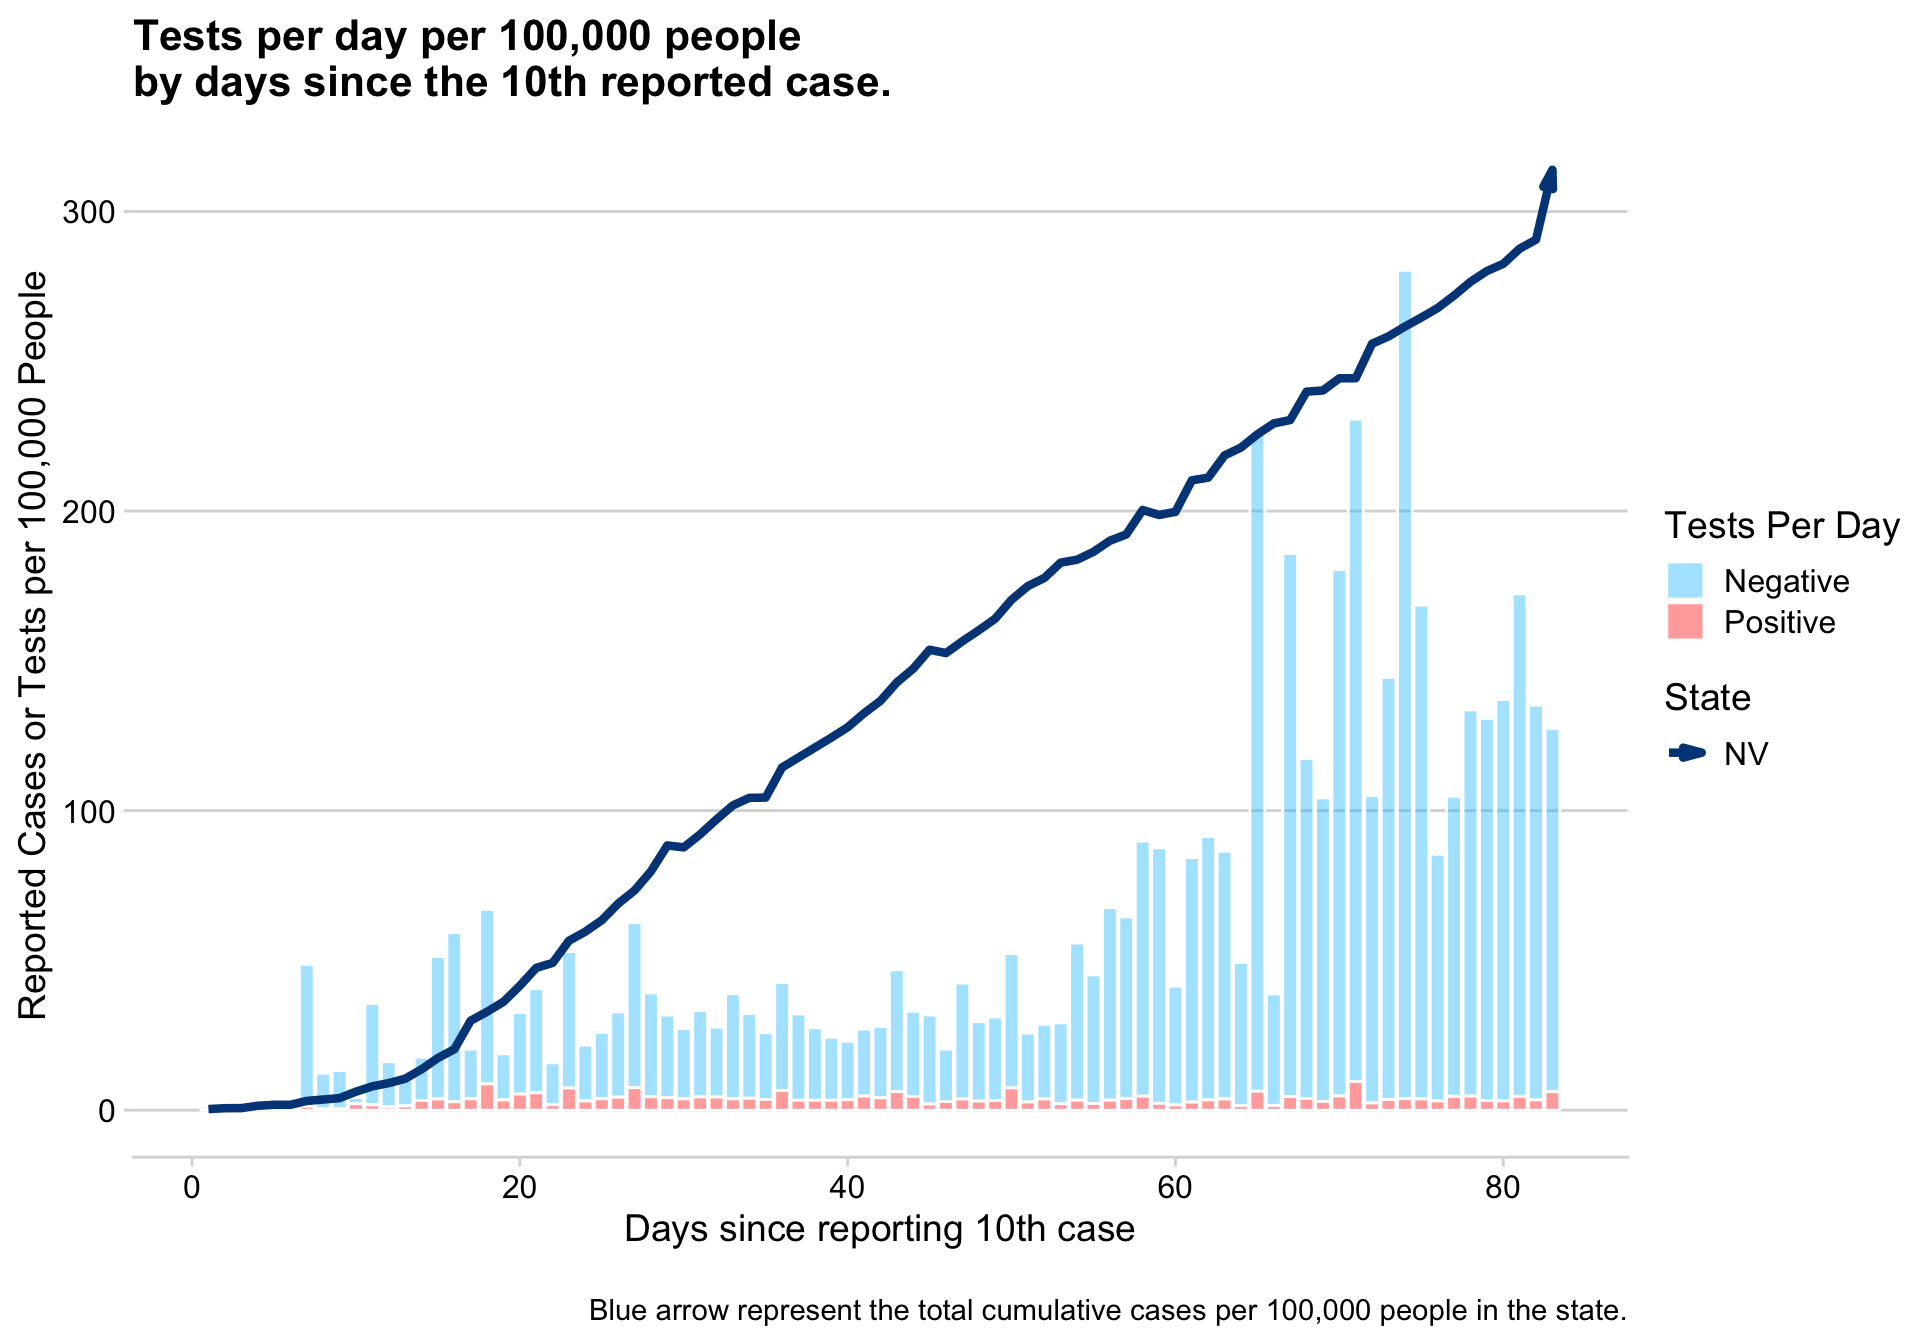 Tests per day per 100,000 people
by days since the 10th reported case.
Reported Cases or Tests per 100,000 People
300
200
100
0
0
20
40
60
80
Days since reporting 10th case
Tests Per Day
Negative
Positive
State
NV
Blue arrow represent the total cumulative cases per 100,000 people in the state.